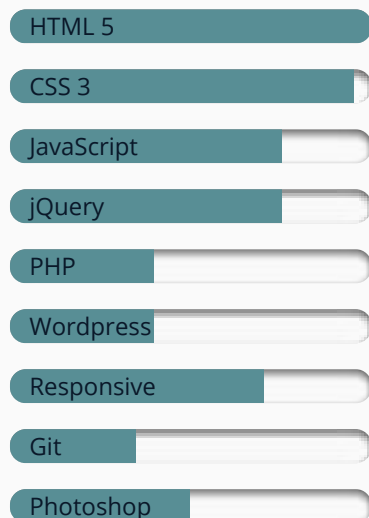 HTML 5
CSS 3
JavaScript
jQuery
PHP
Wordpress
Responsive
Git
Photoshop